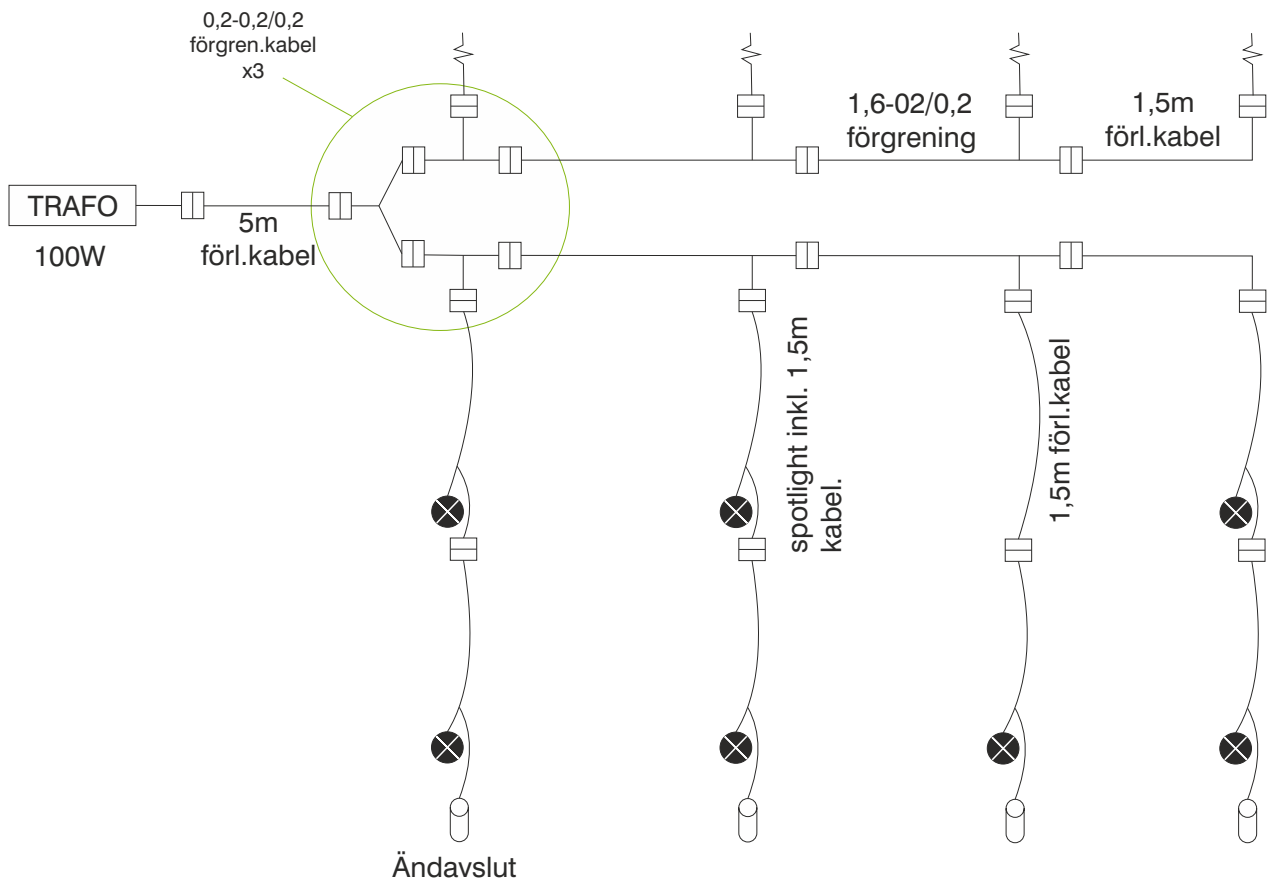 0,2-0,2/0,2
förgren.kabel
x3
1,6-02/0,2
förgrening
1,5m
förl.kabel
TRAFO
100W
5m
förl.kabel
spotlight inkl. 1,5m
kabel.
1,5m förl.kabel
Ändavslut